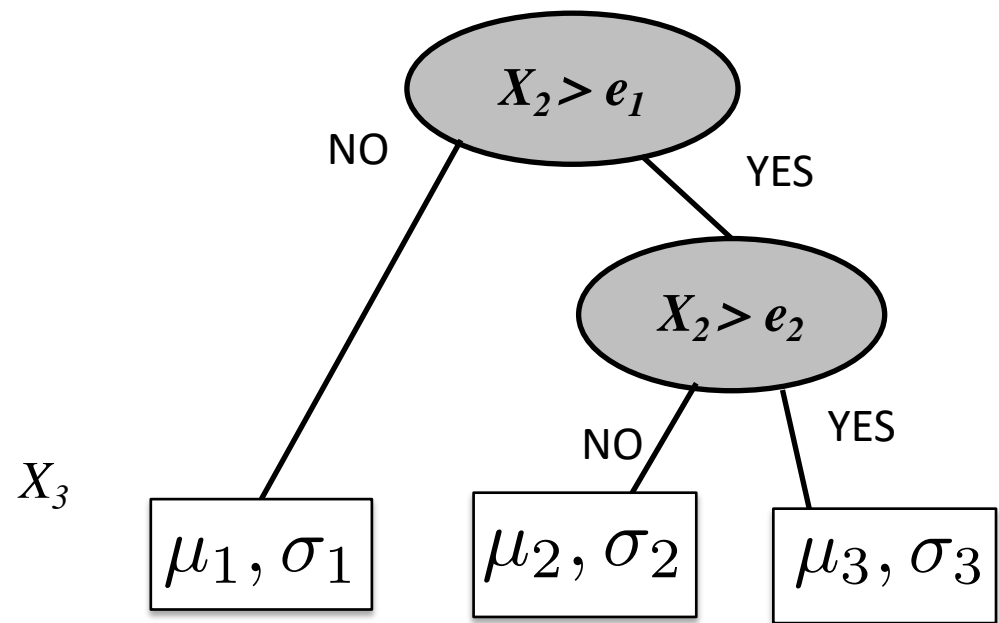 X₂ > e₁
NO
YES
X₂ > e₂
NO
YES
X₃
μ₁, σ₁
μ₂, σ₂
μ₃, σ₃